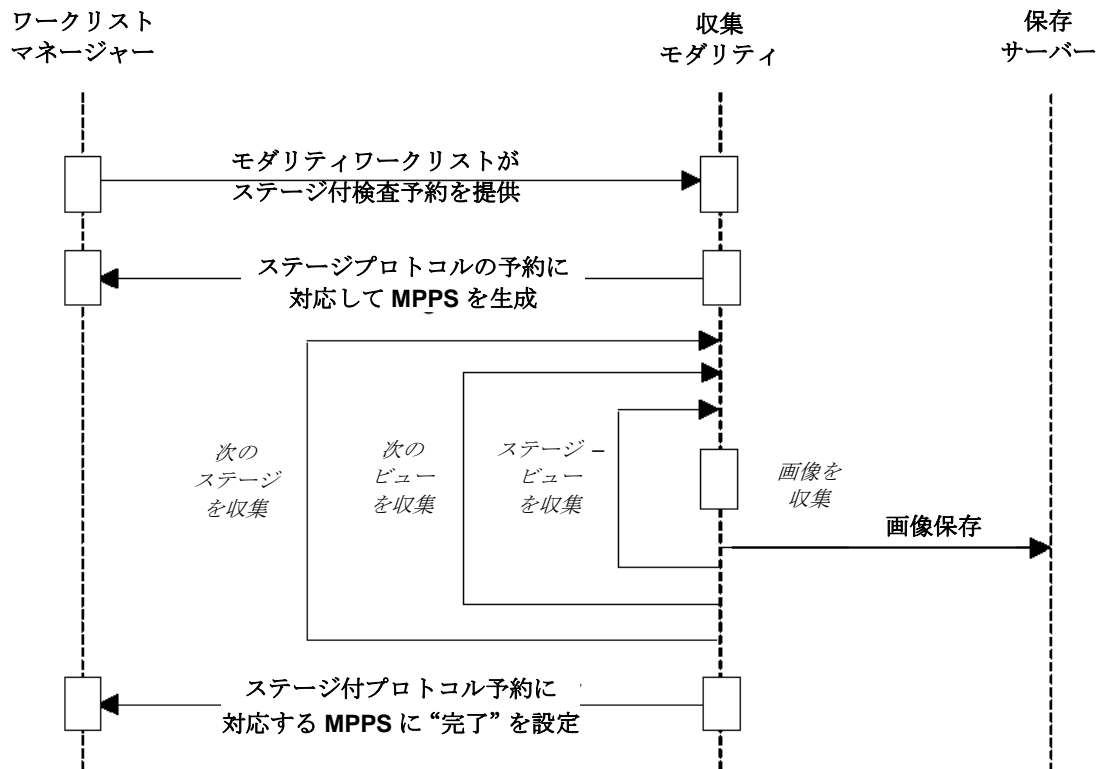 ワークリスト
マネージャー
収集
モダリティ
保存
サーバー
モダリティワークリストが
ステージ付検査予約を提供
ステージプロトコルの予約に
対応して MPPS を生成
次の
ステージ
を収集
次の
ビュー
を収集
ステージ –
ビュー
を収集
画像を
収集
画像保存
ステージ付プロトコル予約に
対応する MPPS に “完了” を設定